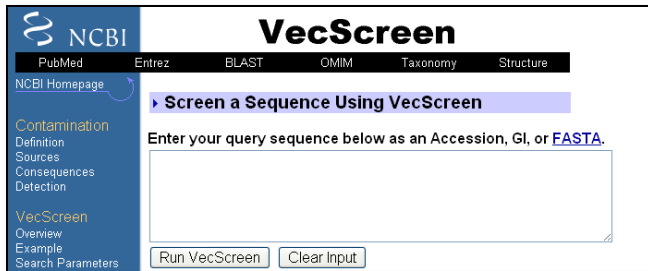 NCBI
VecScreen
PubMed Entrez BLAST OMIM Taxonomy Structure
NCBI Homepage
Contamination
Definition
Sources
Consequences
Detection
VecScreen
Overview
Example
Search Parameters
Screen a Sequence Using VecScreen
Enter your query sequence below as an Accession, GI, or FASTA.
Run VecScreen Clear Input